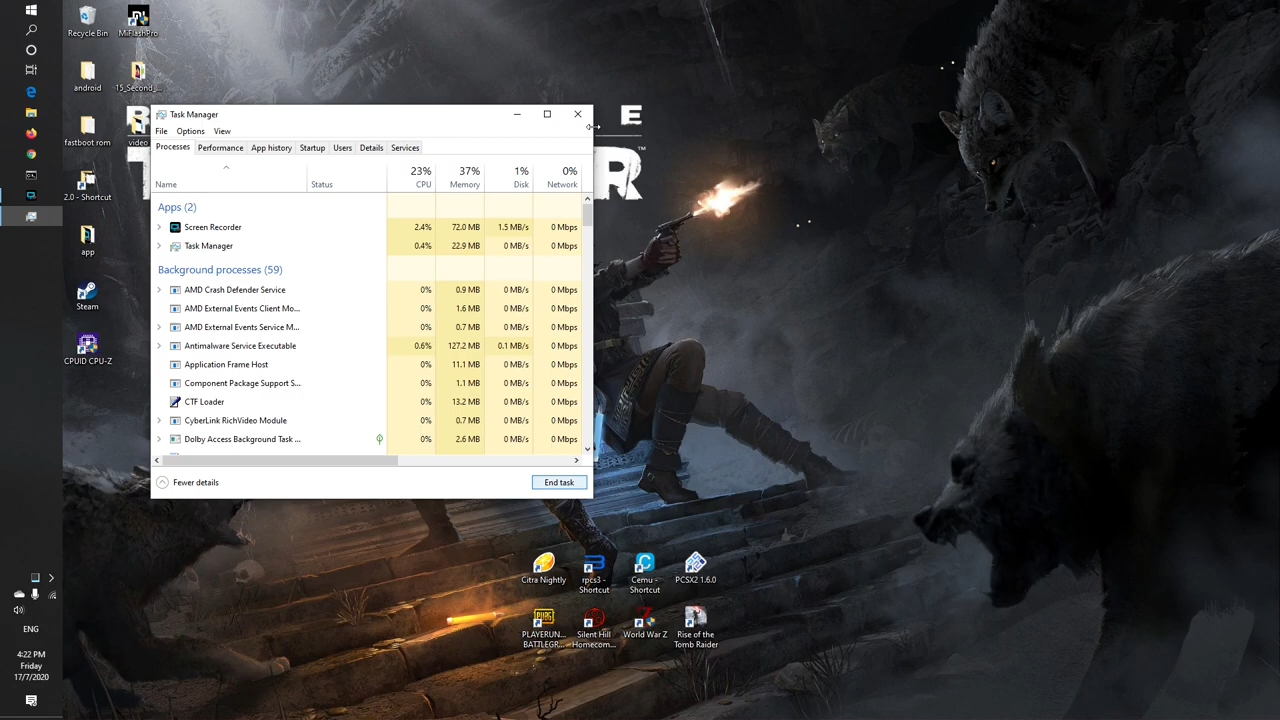 Recycle Bin
MiFlashPro
android
15_Second_...
fastboot rom
video
2.0 - Shortcut
app
Steam
CPUID CPU-Z
E
R
™
Task Manager
File Options View
Processes Performance App history Startup Users Details Services
23% 37% 1% 0%
Name Status CPU Memory Disk Network
Apps (2)
Screen Recorder 2.4% 72.0 MB 1.5 MB/s 0 Mbps
Task Manager 0.4% 22.9 MB 0 MB/s 0 Mbps
Background processes (59)
AMD Crash Defender Service 0% 0.9 MB 0 MB/s 0 Mbps
AMD External Events Client Mo... 0% 1.6 MB 0 MB/s 0 Mbps
AMD External Events Service M... 0% 0.7 MB 0 MB/s 0 Mbps
Antimalware Service Executable 0.6% 127.2 MB 0.1 MB/s 0 Mbps
Application Frame Host 0% 11.1 MB 0 MB/s 0 Mbps
Component Package Support S... 0% 1.1 MB 0 MB/s 0 Mbps
CTF Loader 0% 13.2 MB 0 MB/s 0 Mbps
CyberLink RichVideo Module 0% 0.7 MB 0 MB/s 0 Mbps
Dolby Access Background Task ... 0% 2.6 MB 0 MB/s 0 Mbps
Fewer details
End task
Citra Nightly
rpcs3 -
Shortcut
Cemu -
Shortcut
PCSX2 1.6.0
PLAYERUN...
BATTLEGR...
Silent Hill
Homecom...
World War Z
Rise of the
Tomb Raider
ENG
4:22 PM
Friday
17/7/2020